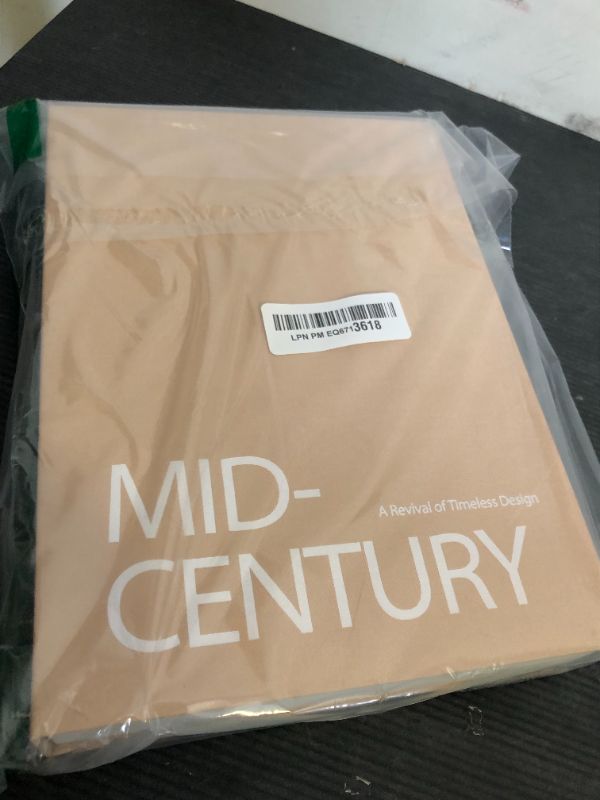 LPN PM EQ6713618
MID-
A Revival of Timeless Design
CENTURY